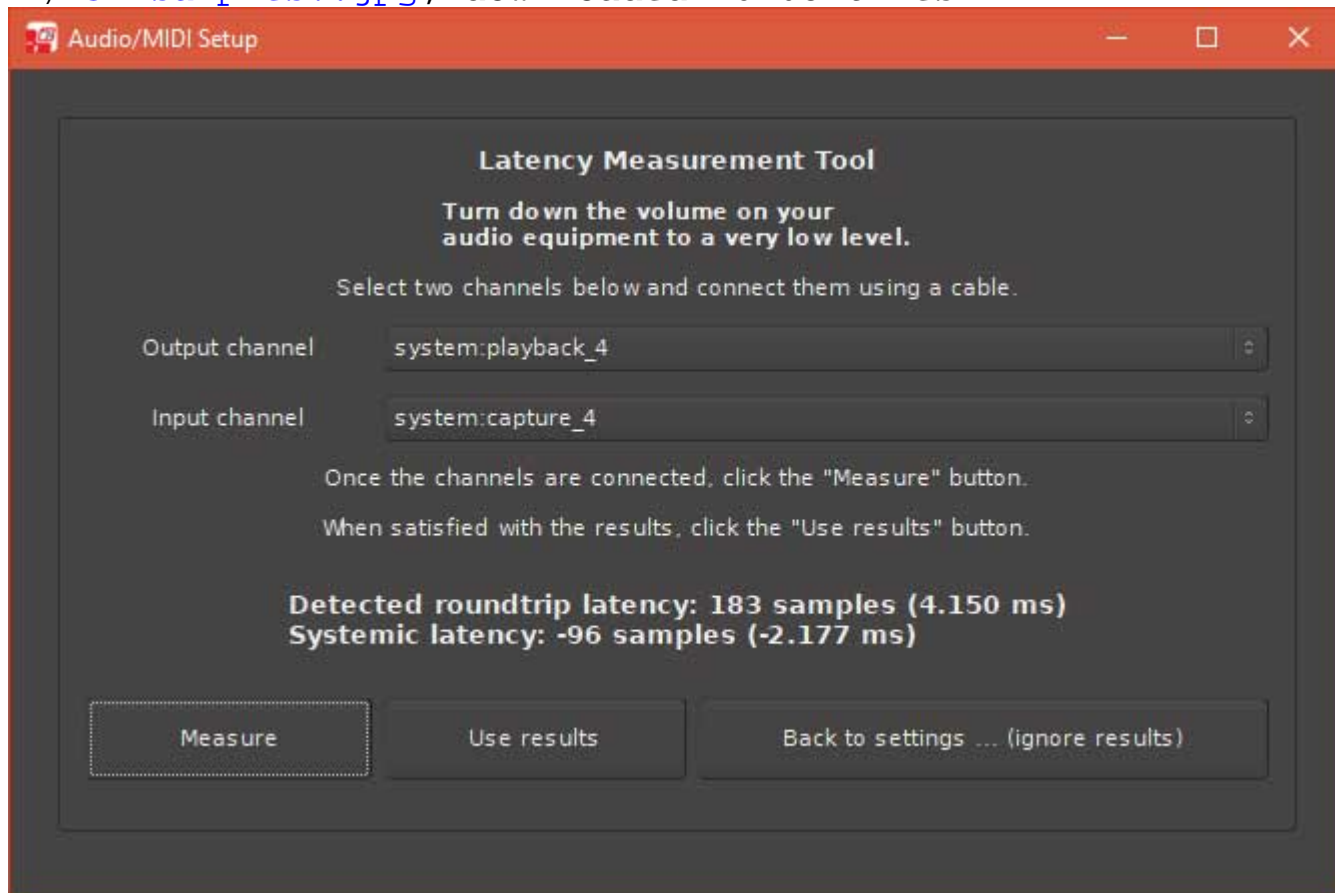 Audio/MIDI Setup
Latency Measurement Tool
Turn down the volume on your
audio equipment to a very low level.
Select two channels below and connect them using a cable.
Output channel system:playback_4
Input channel system:capture_4
Once the channels are connected, click the "Measure" button.
When satisfied with the results, click the "Use results" button.
Detected roundtrip latency: 183 samples (4.150 ms)
Systemic latency: -96 samples (-2.177 ms)
Measure Use results Back to settings ... (ignore results)